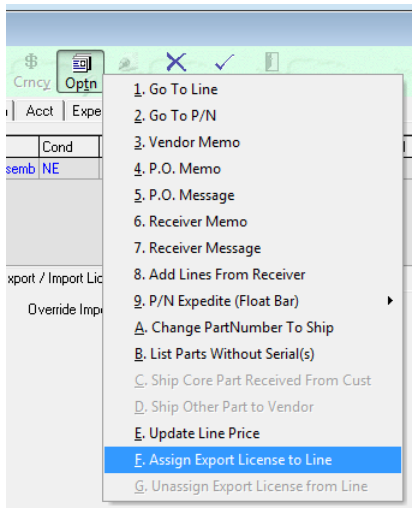 $
Crncy Optn
Acct Expe
Cond
semb NE
xport / Import Lic
Override Impo
1. Go To Line
2. Go To P/N
3. Vendor Memo
4. P.O. Memo
5. P.O. Message
6. Receiver Memo
7. Receiver Message
8. Add Lines From Receiver
9. P/N Expedite (Float Bar)
A. Change PartNumber To Ship
B. List Parts Without Serial(s)
C. Ship Core Part Received From Cust
D. Ship Other Part to Vendor
E. Update Line Price
F. Assign Export License to Line
G. Unassign Export License from Line